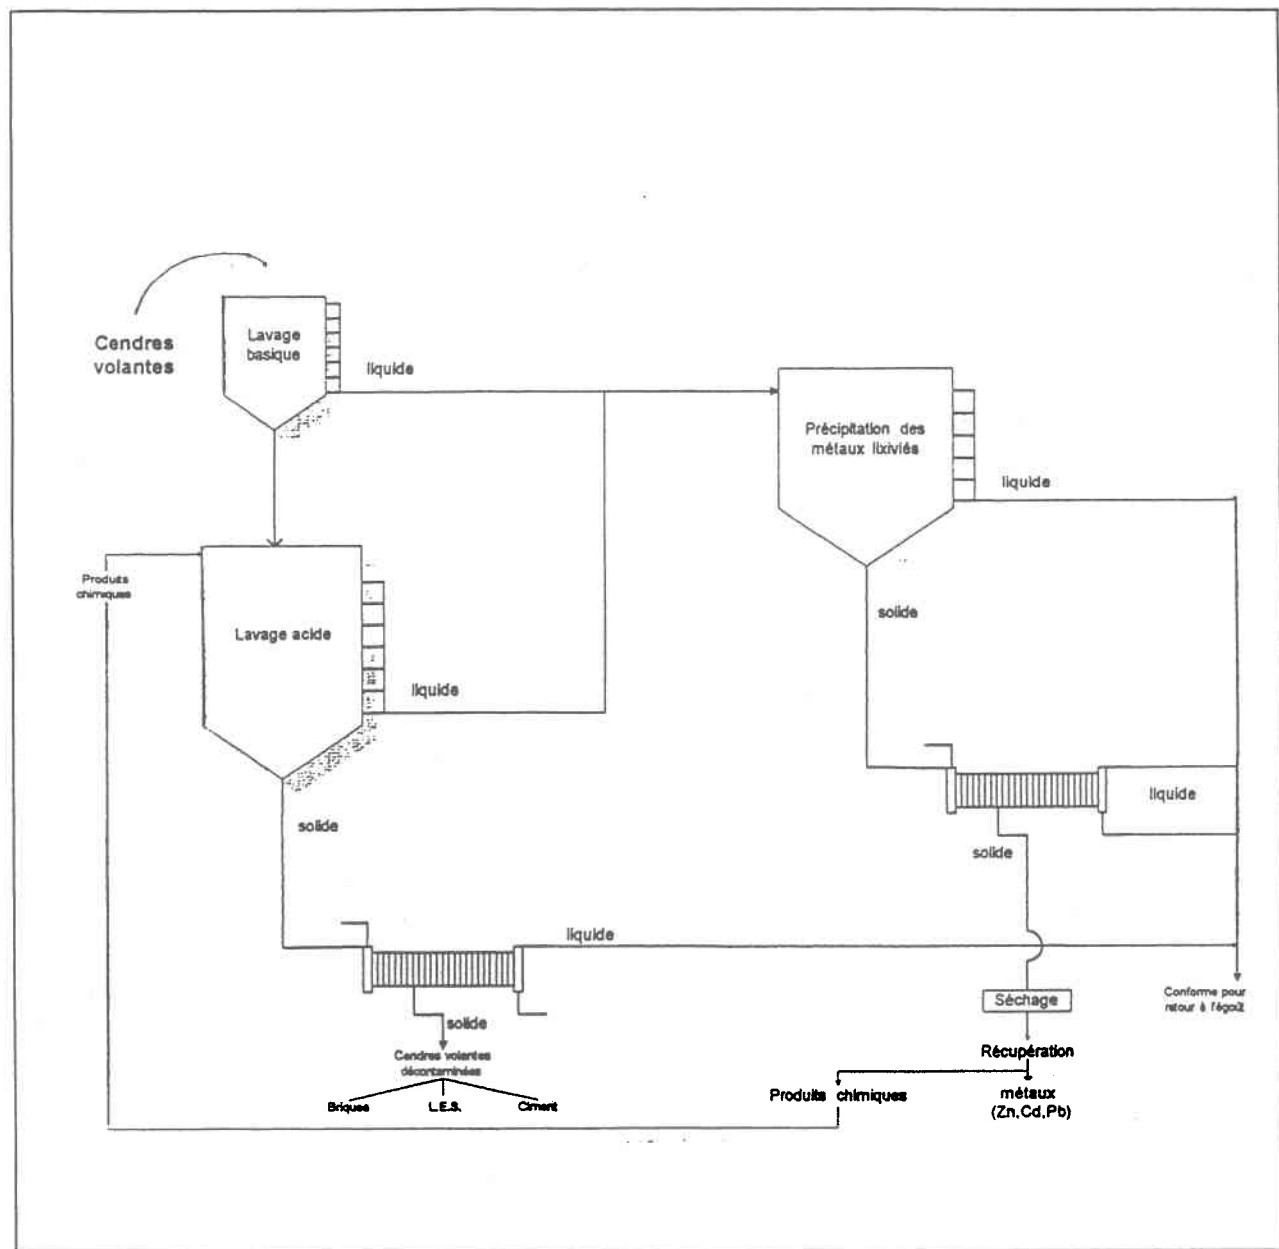 Cendres
volantes
Lavage
basique
liquide
Précipitation des
métaux lixiviés
liquide
Produits
chimiques
Lavage acide
liquide
solide
solide
liquide
solide
liquide
solide
Séchage
Conforme pour
retour à l'égoût
Cendres volantes
décontaminées
Récupération
Briques
L.E.S.
Ciment
Produits chimiques
métaux
(Zn,Cd,Pb)